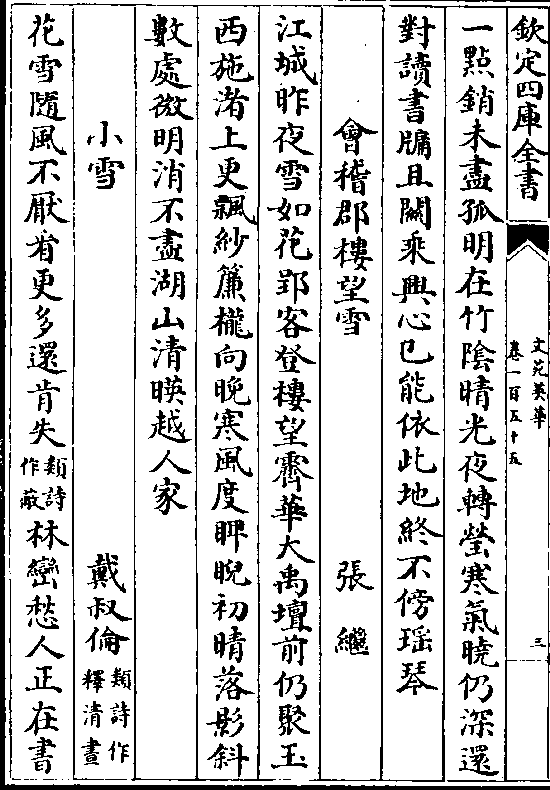 欽定四庫全書
文苑英華
卷一百五十五
三
一點銷未盡孤明在竹陰晴光夜轉瑩寒氣曉仍深還
對讀書牖且闕乘興心已能依此地終不傍瑶琴
會稽郡樓望雪 張繼
江城昨夜雪如花郢客登樓望霽華大禹壇前仍聚玉
西施渚上更飄紗簾櫳向晚寒風度睥睨初晴落影斜
數處微明消不盡湖山清暎越人家
小雪 戴叔倫類詩作釋清晝
花雪隨風不厭㸔更多還肯失類詩作蔽林巒愁人正在書